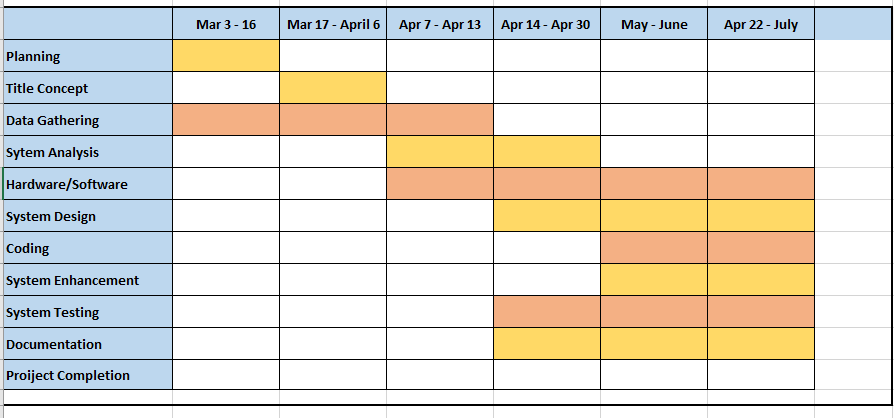 Mar 3 - 16 Mar 17 - April 6 Apr 7 - Apr 13 Apr 14 - Apr 30 May - June Apr 22 - July
Planning
Title Concept
Data Gathering
Sytem Analysis
Hardware/Software
System Design
Coding
System Enhancement
System Testing
Documentation
Proiject Completion